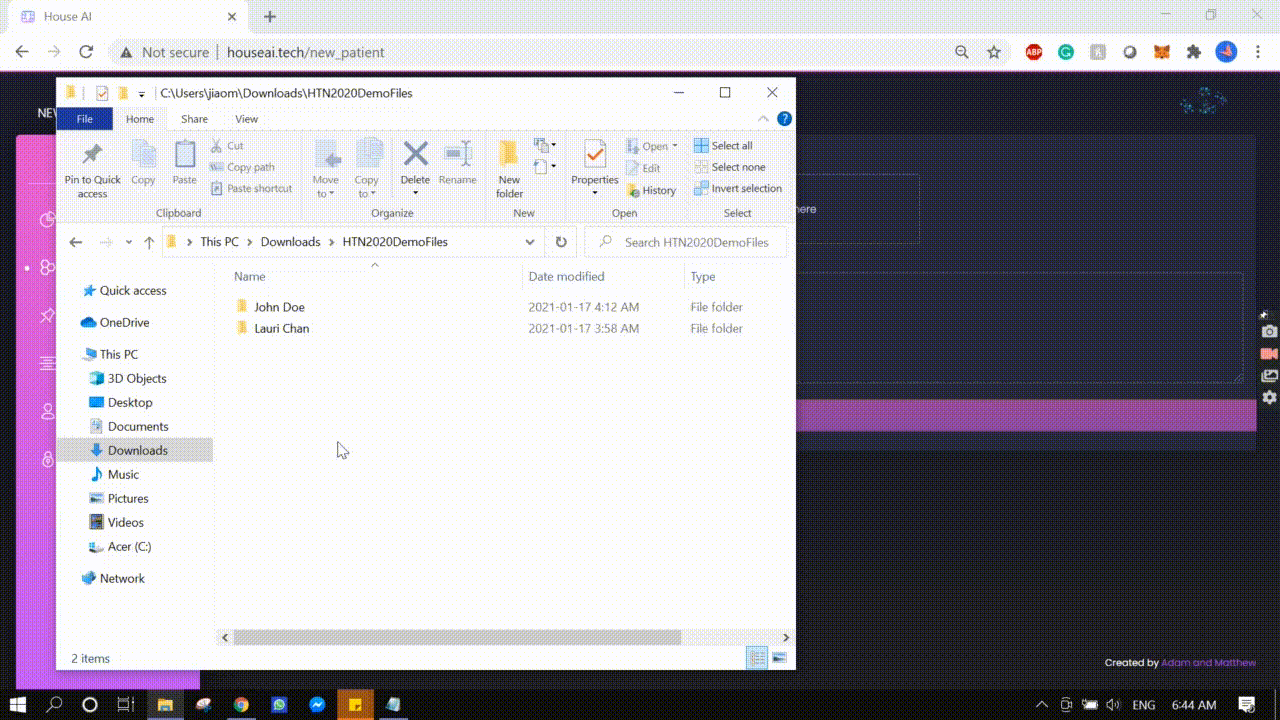 House AI
Not secure houseai.tech/new_patient
ABP
C:\Users\jiaom\Downloads\HTN2020DemoFiles
NE
File Home Share View
Pin to Quick access
Copy
Paste
Cut
Copy path
Paste shortcut
Move to
Copy to
Delete
Rename
New folder
Properties
Open
Edit
History
Select all
Select none
Invert selection
Clipboard Organize New Open Select
here
This PC Downloads HTN2020DemoFiles
Search HTN2020DemoFiles
Name Date modified Type
John Doe 2021-01-17 4:12 AM File folder
Lauri Chan 2021-01-17 3:58 AM File folder
Quick access
OneDrive
This PC
3D Objects
Desktop
Documents
Downloads
Music
Pictures
Videos
Acer (C:)
Network
2 items
Created by Adam and Matthew
ENG 6:44 AM